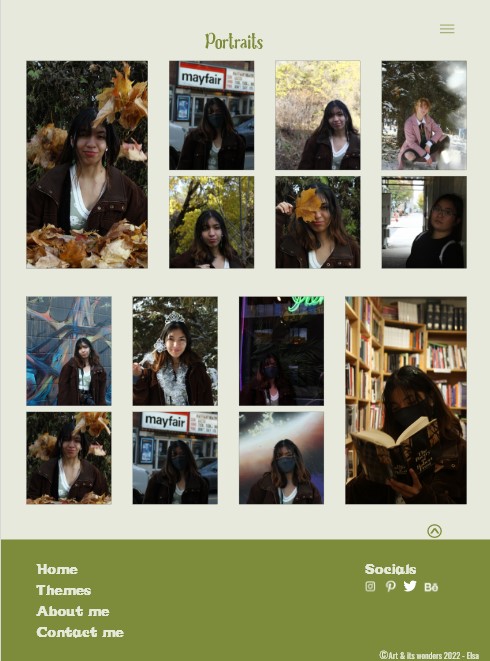 Portraits
mayfair
mayfair
Home
Themes
About me
Contact me
Socials
Bē
©Art & its wonders 2022 - Elsa